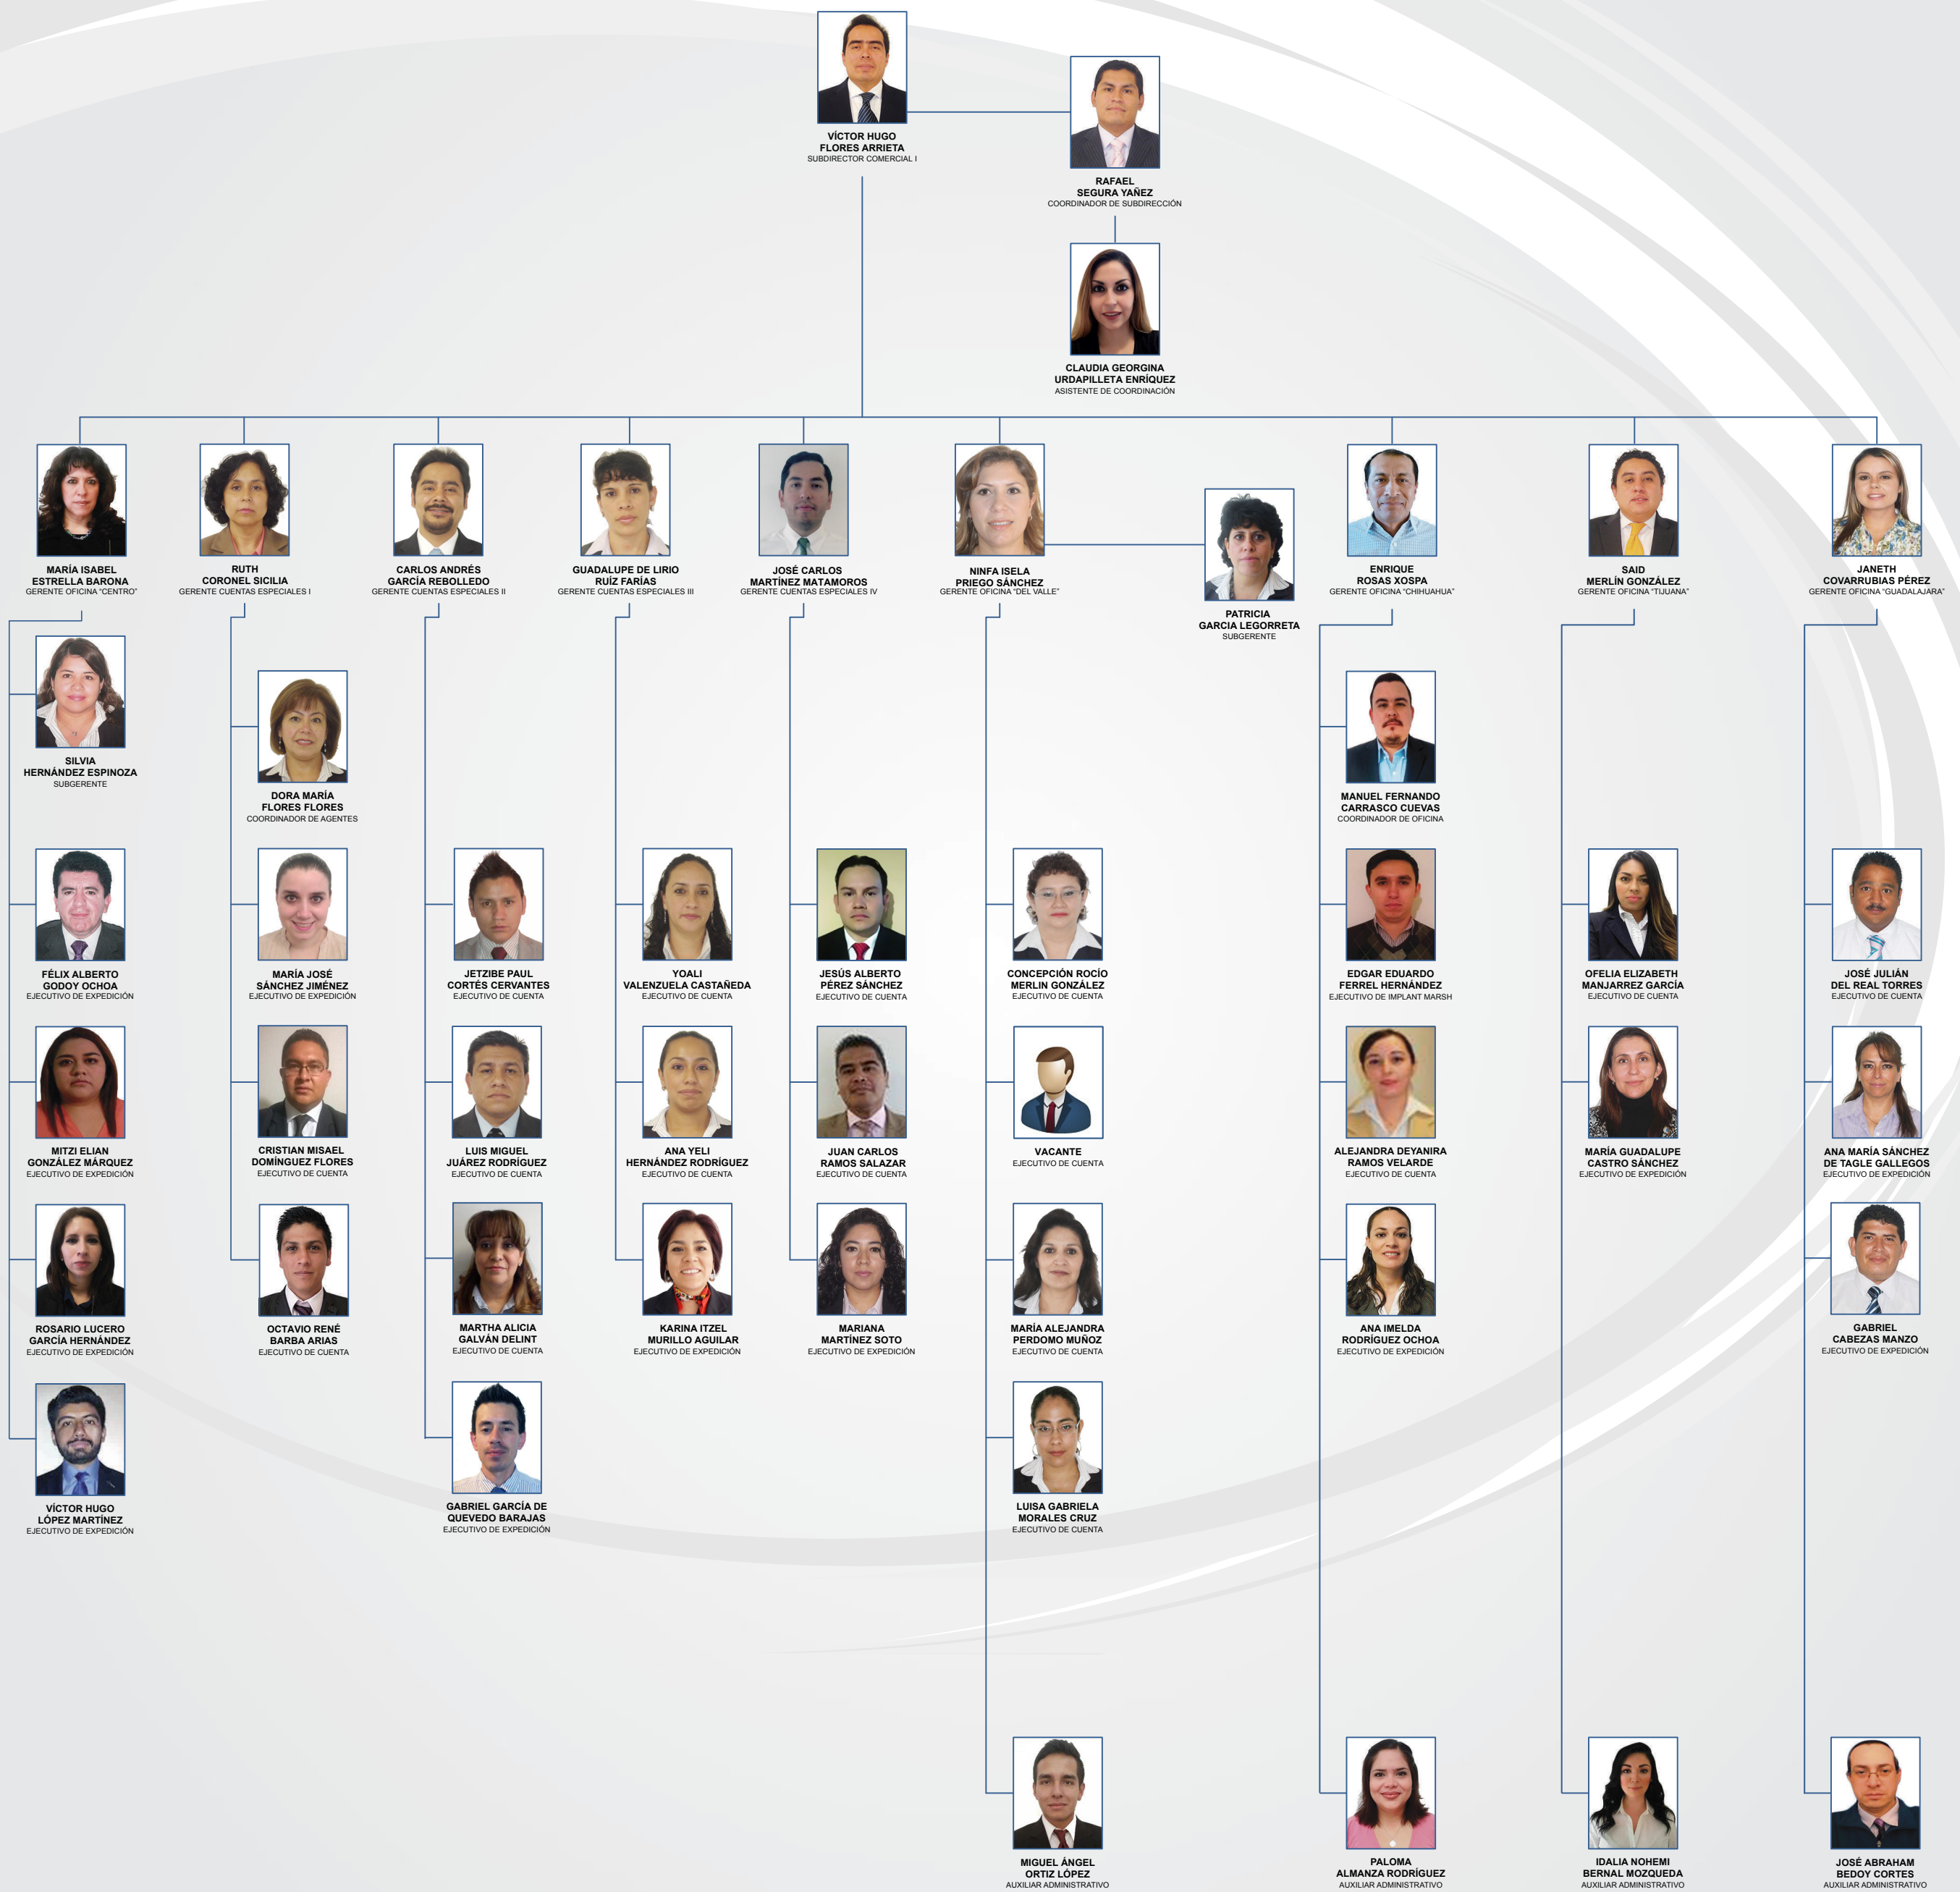 VÍCTOR HUGO
FLORES ARRIETA
SUBDIRECTOR COMERCIAL I
RAFAEL
SEGURA YAÑEZ
COORDINADOR DE SUBDIRECCIÓN
CLAUDIA GEORGINA
URDAPILLETA ENRÍQUEZ
ASISTENTE DE COORDINACIÓN
MARÍA ISABEL
ESTRELLA BARONA
GERENTE OFICINA "CENTRO"
RUTH
CORONEL SICILIA
GERENTE CUENTAS ESPECIALES I
CARLOS ANDRÉS
GARCÍA REBOLLEDO
GERENTE CUENTAS ESPECIALES II
GUADALUPE DE LIRIO
RUÍZ FARÍAS
GERENTE CUENTAS ESPECIALES III
JOSÉ CARLOS
MARTÍNEZ MATAMOROS
GERENTE CUENTAS ESPECIALES IV
NINFA ISELA
PRIEGO SÁNCHEZ
GERENTE OFICINA "DEL VALLE"
PATRICIA
GARCIA LEGORRETA
SUBGERENTE
ENRIQUE
ROSAS XOSPA
GERENTE OFICINA "CHIHUAHUA"
SAID
MERLÍN GONZÁLEZ
GERENTE OFICINA "TIJUANA"
JANETH
COVARRUBIAS PÉREZ
GERENTE OFICINA "GUADALAJARA"
SILVIA
HERNÁNDEZ ESPINOZA
SUBGERENTE
DORA MARÍA
FLORES FLORES
COORDINADOR DE AGENTES
MANUEL FERNANDO
CARRASCO CUEVAS
COORDINADOR DE OFICINA
FÉLIX ALBERTO
GODOY OCHOA
EJECUTIVO DE EXPEDICIÓN
MARÍA JOSÉ
SÁNCHEZ JIMÉNEZ
EJECUTIVO DE EXPEDICIÓN
JETZIBE PAUL
CORTÉS CERVANTES
EJECUTIVO DE CUENTA
YOALI
VALENZUELA CASTAÑEDA
EJECUTIVO DE CUENTA
JESÚS ALBERTO
PÉREZ SÁNCHEZ
EJECUTIVO DE CUENTA
CONCEPCIÓN ROCÍO
MERLIN GONZÁLEZ
EJECUTIVO DE CUENTA
EDGAR EDUARDO
FERREL HERNÁNDEZ
EJECUTIVO DE IMPLANT MARSH
OFELIA ELIZABETH
MANJARREZ GARCÍA
EJECUTIVO DE CUENTA
JOSÉ JULIÁN
DEL REAL TORRES
EJECUTIVO DE CUENTA
MITZI ELIAN
GONZÁLEZ MÁRQUEZ
EJECUTIVO DE EXPEDICIÓN
CRISTIAN MISAEL
DOMÍNGUEZ FLORES
EJECUTIVO DE CUENTA
LUIS MIGUEL
JUÁREZ RODRÍGUEZ
EJECUTIVO DE CUENTA
ANA YELI
HERNÁNDEZ RODRÍGUEZ
EJECUTIVO DE CUENTA
JUAN CARLOS
RAMOS SALAZAR
EJECUTIVO DE CUENTA
VACANTE
EJECUTIVO DE CUENTA
ALEJANDRA DEYANIRA
RAMOS VELARDE
EJECUTIVO DE CUENTA
MARÍA GUADALUPE
CASTRO SÁNCHEZ
EJECUTIVO DE EXPEDICIÓN
ANA MARÍA SÁNCHEZ
DE TAGLE GALLEGOS
EJECUTIVO DE EXPEDICIÓN
ROSARIO LUCERO
GARCÍA HERNÁNDEZ
EJECUTIVO DE EXPEDICIÓN
OCTAVIO RENÉ
BARBA ARIAS
EJECUTIVO DE CUENTA
MARTHA ALICIA
GALVÁN DELINT
EJECUTIVO DE CUENTA
KARINA ITZEL
MURILLO AGUILAR
EJECUTIVO DE EXPEDICIÓN
MARIANA
MARTÍNEZ SOTO
EJECUTIVO DE EXPEDICIÓN
MARÍA ALEJANDRA
PERDOMO MUÑOZ
EJECUTIVO DE CUENTA
ANA IMELDA
RODRÍGUEZ OCHOA
EJECUTIVO DE EXPEDICIÓN
GABRIEL
CABEZAS MANZO
EJECUTIVO DE EXPEDICIÓN
VÍCTOR HUGO
LÓPEZ MARTÍNEZ
EJECUTIVO DE EXPEDICIÓN
GABRIEL GARCÍA DE
QUEVEDO BARAJAS
EJECUTIVO DE EXPEDICIÓN
LUISA GABRIELA
MORALES CRUZ
EJECUTIVO DE CUENTA
MIGUEL ÁNGEL
ORTIZ LÓPEZ
AUXILIAR ADMINISTRATIVO
PALOMA
ALMANZA RODRÍGUEZ
AUXILIAR ADMINISTRATIVO
IDALIA NOHEMI
BERNAL MOZQUEDA
AUXILIAR ADMINISTRATIVO
JOSÉ ABRAHAM
BEDOY CORTES
AUXILIAR ADMINISTRATIVO